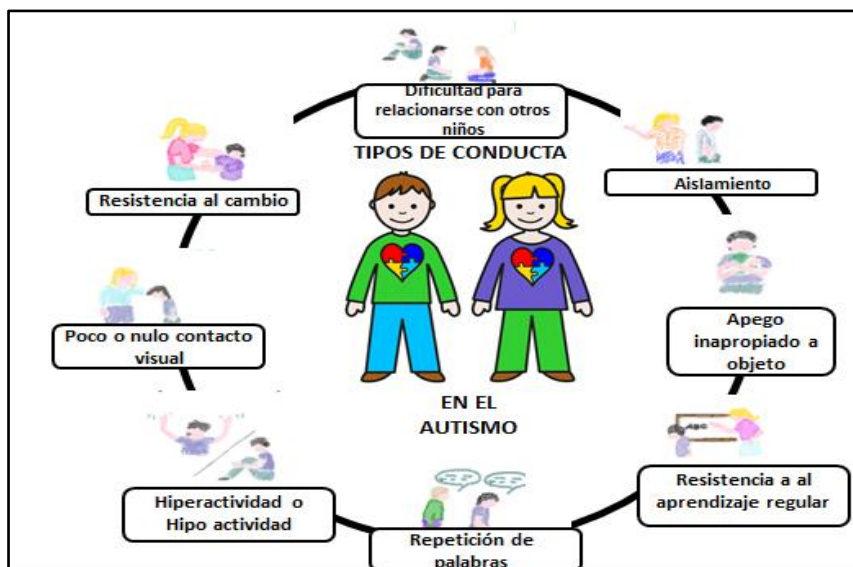 Dificultad para
relacionarse con otros
niños
TIPOS DE CONDUCTA
Aislamiento
Apego
inapropiado a
objeto
Resistencia a al
aprendizaje regular
Repetición de
palabras
Hiperactividad o
Hipo actividad
Poco o nulo contacto
visual
Resistencia al cambio
EN EL
AUTISMO
ABC